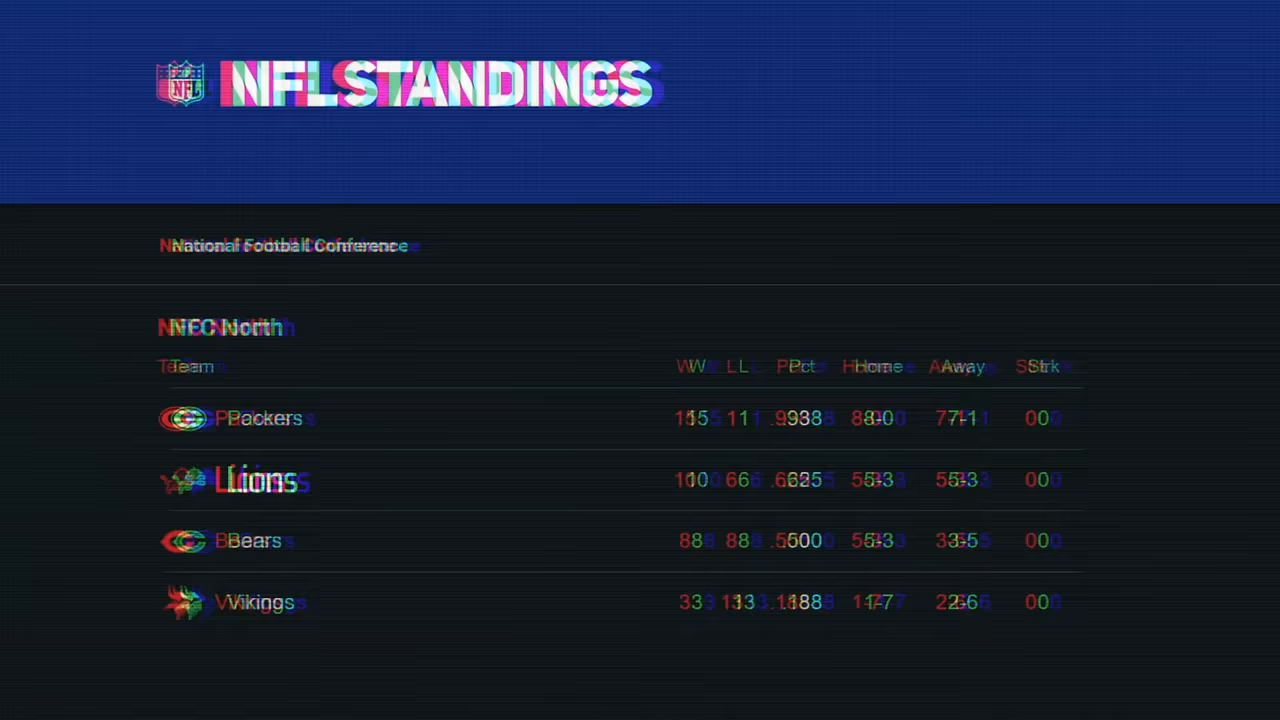 NFL
NFL STANDINGS
National Football Conference
NFC North
Team W L Pct Home Away Strk
Packers 15 1 .938 8-0 7-1 0
Lions 10 6 .625 5-3 5-3 0
Bears 8 8 .500 5-3 3-5 0
Vikings 3 13 .188 1-7 2-6 0